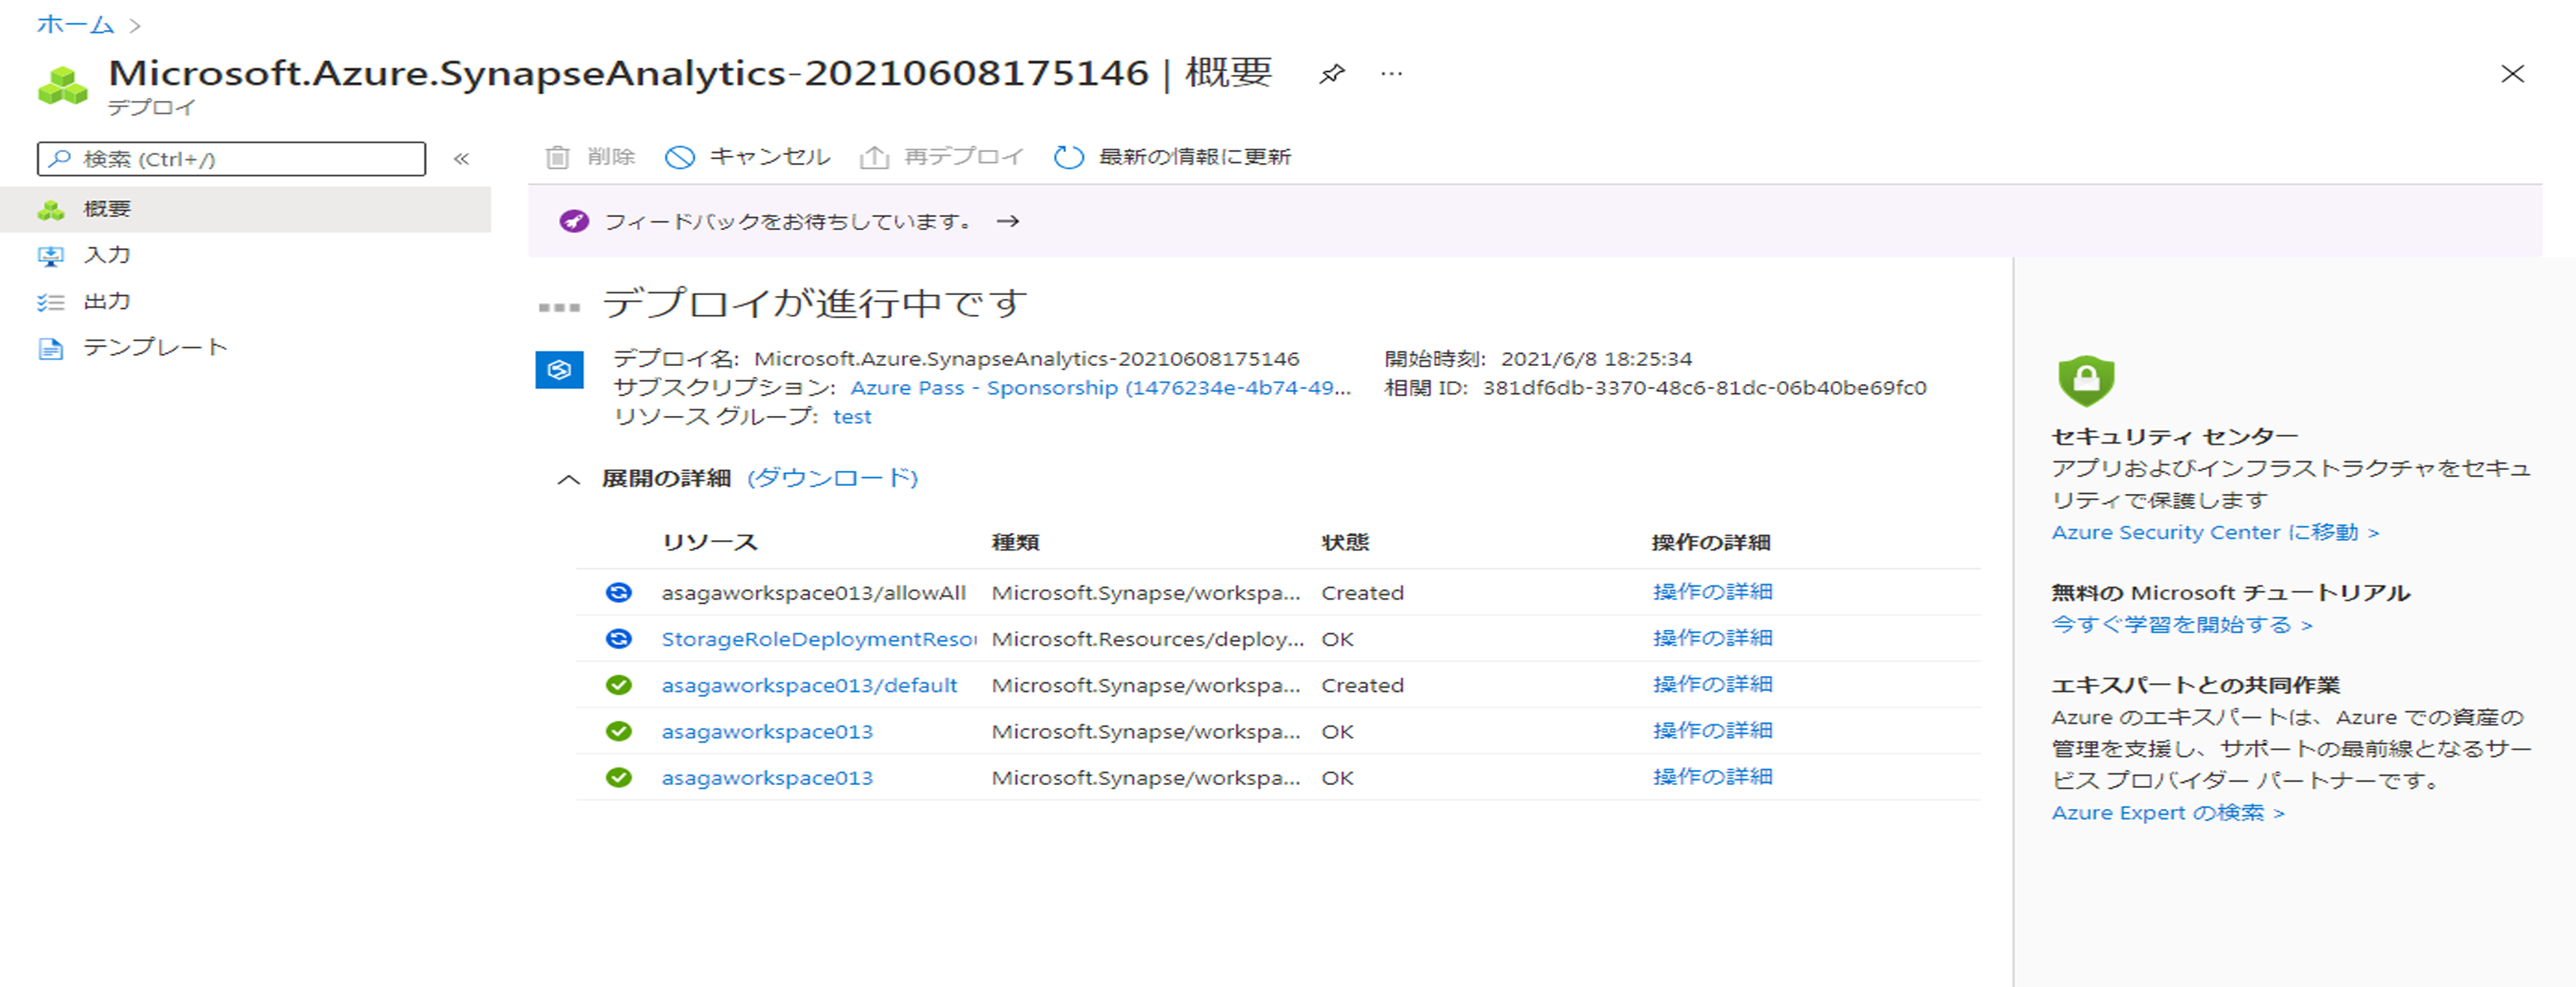 ホーム >
Microsoft.Azure.SynapseAnalytics-20210608175146 | 概要 ...
デプロイ
検索 (Ctrl+/) «
概要
入力
出力
テンプレート
削除 キャンセル 再デプロイ 最新の情報に更新
フィードバックをお待ちしています。 →
デプロイが進行中です
デプロイ名: Microsoft.Azure.SynapseAnalytics-20210608175146 開始時刻: 2021/6/8 18:25:34
サブスクリプション: Azure Pass - Sponsorship (1476234e-4b74-49... 相関 ID: 381df6db-3370-48c6-81dc-06b40be69fc0
リソース グループ: test
展開の詳細 (ダウンロード)
リソース 種類 状態 操作の詳細
asagaworkspace013/allowAll Microsoft.Synapse/workspa... Created 操作の詳細
StorageRoleDeploymentResou Microsoft.Resources/deploy... OK 操作の詳細
asagaworkspace013/default Microsoft.Synapse/workspa... Created 操作の詳細
asagaworkspace013 Microsoft.Synapse/workspa... OK 操作の詳細
asagaworkspace013 Microsoft.Synapse/workspa... OK 操作の詳細
セキュリティ センター
アプリおよびインフラストラクチャをセキュ
リティで保護します
Azure Security Center に移動 >
無料の Microsoft チュートリアル
今すぐ学習を開始する >
エキスパートとの共同作業
Azure のエキスパートは、Azure での資産の
管理を支援し、サポートの最前線となるサー
ビス プロバイダー パートナーです。
Azure Expert の検索 >